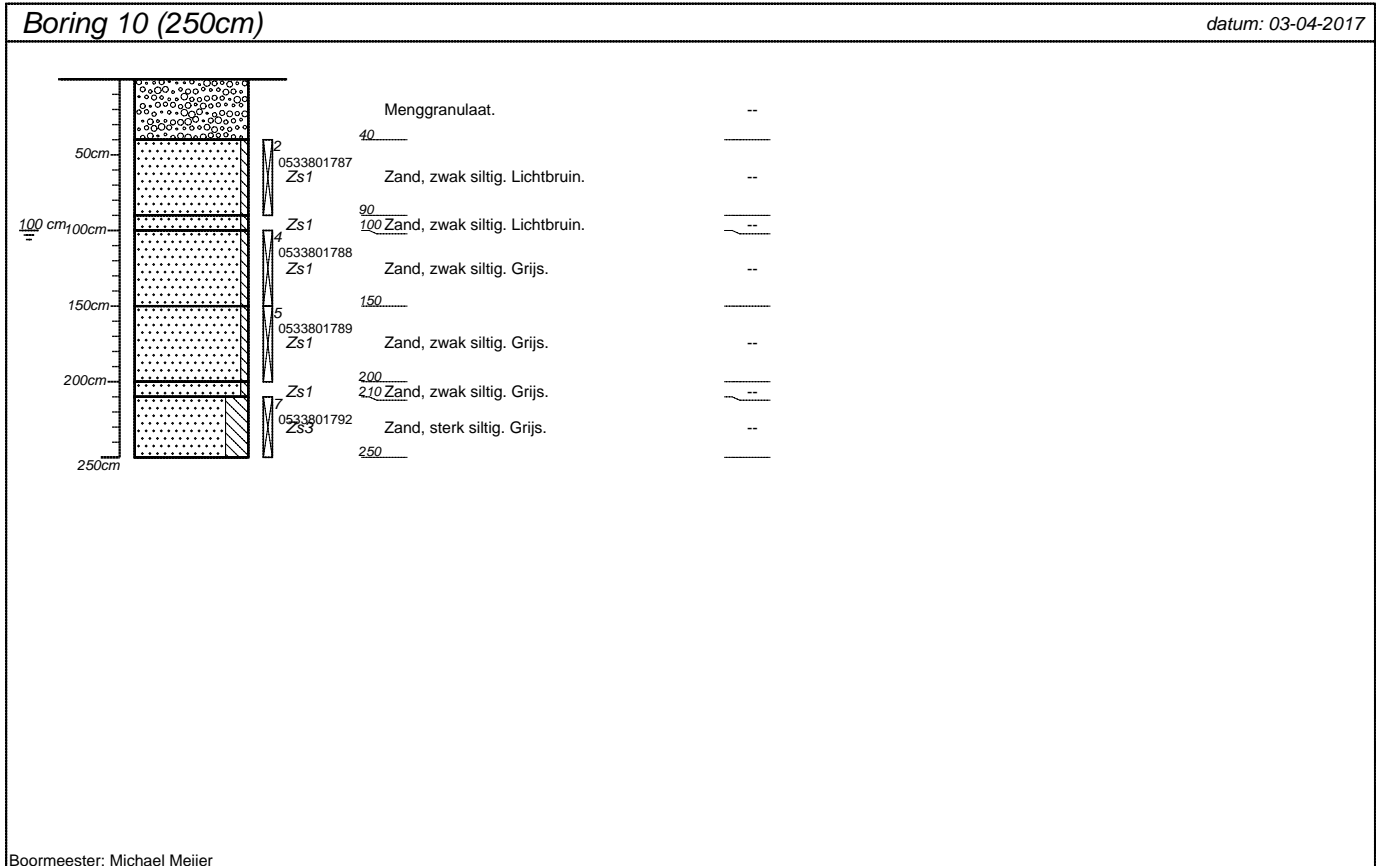 Boring 10 (250cm)
datum: 03-04-2017
Menggranulaat. --
40
50cm
2
0533801787
Zs1 Zand, zwak siltig. Lichtbruin. --
90
Zs1 100 Zand, zwak siltig. Lichtbruin. --
100 cm 100cm
4
0533801788
Zs1 Zand, zwak siltig. Grijs. --
150cm 150
5
0533801789
Zs1 Zand, zwak siltig. Grijs. --
200cm 200
Zs1 210 Zand, zwak siltig. Grijs. --
7
0533801792
Zs3 Zand, sterk siltig. Grijs. --
250cm 250
Boormeester: Michael Meijer